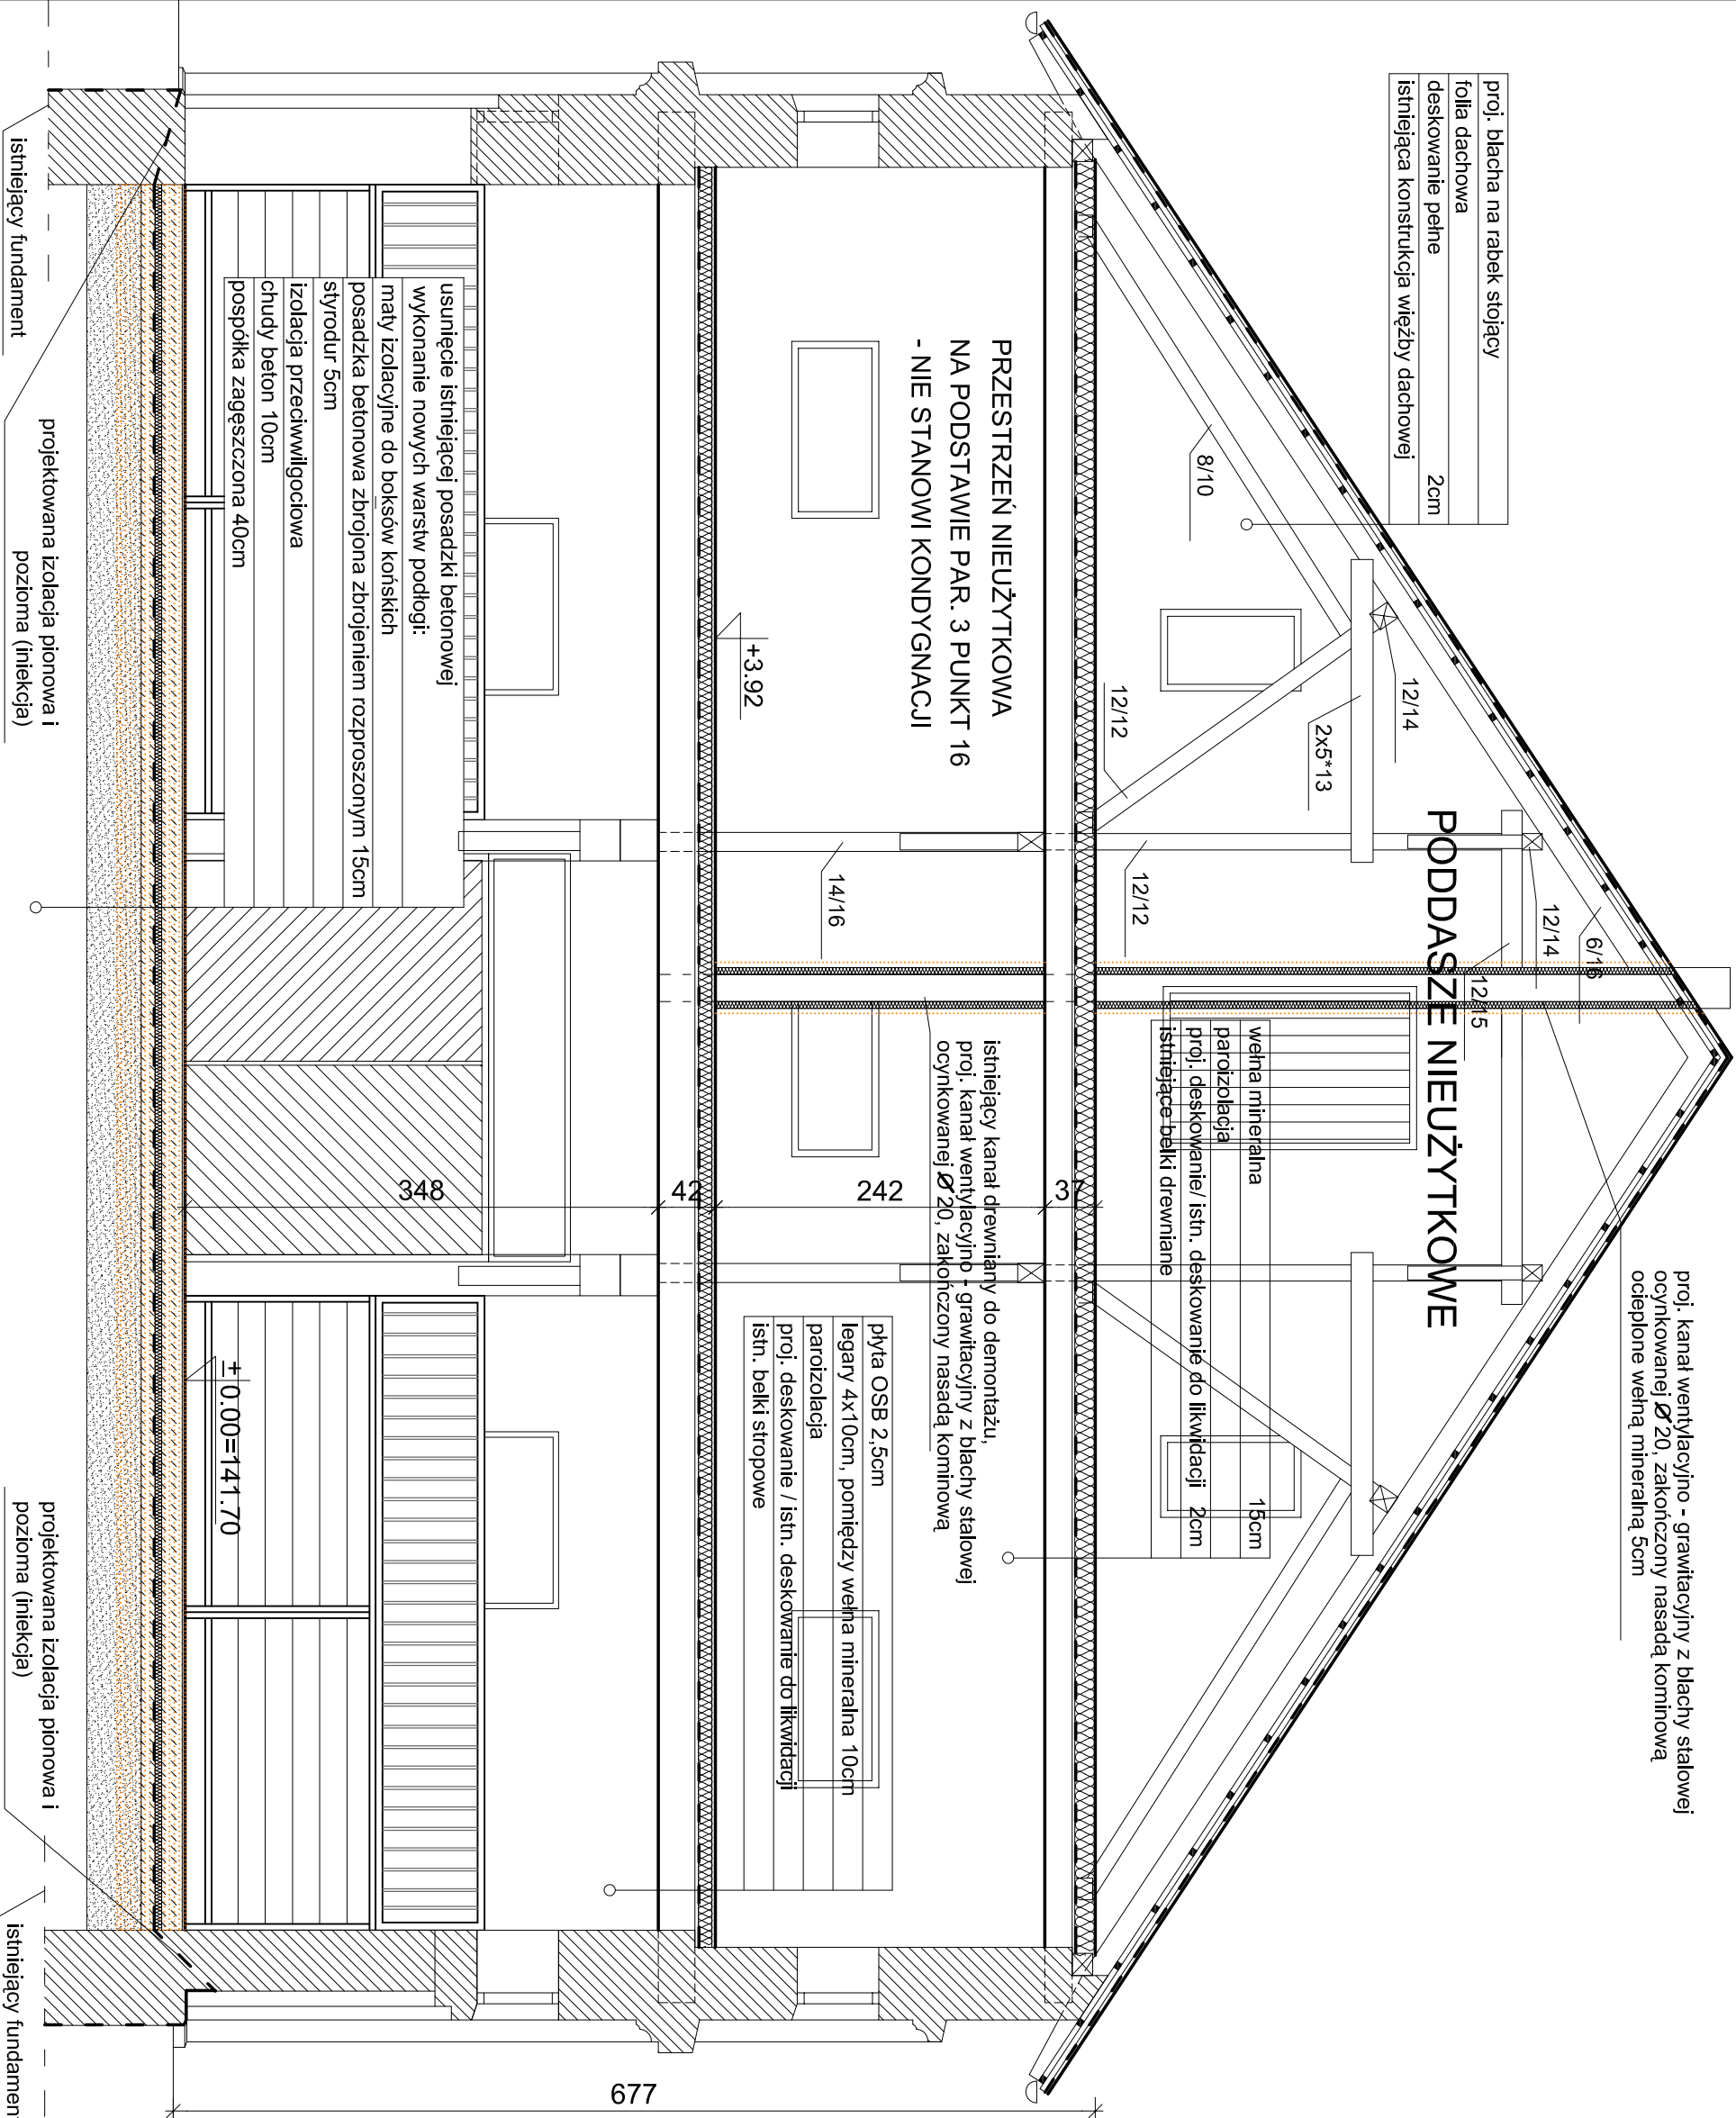 proj. blacha na rąbek stojący
folia dachowa
deskowanie pełne 2cm
istniejąca konstrukcja więźby dachowej
proj. kanał wentylacyjno - grawitacyjny z blachy stalowej
ocynkowanej Ø 20, zakończony nasadą kominową
ocieplone wełną mineralną 5cm
6/16
12/14
12/15
PODDASZE NIEUŻYTKOWE
12/14
2x5*13
8/10
12/12
12/12
wełna mineralna 15cm
paroizolacja
proj. deskowanie/ istn. deskowanie do likwidacji 2cm
istniejące belki drewniane
PRZESTRZEŃ NIEUŻYTKOWA
NA PODSTAWIE PAR. 3 PUNKT 16
- NIE STANOWI KONDYGNACJI
istniejący kanał drewniany do demontażu,
proj. kanał wentylacyjno - grawitacyjny z blachy stalowej
ocynkowanej Ø 20, zakończony nasadą kominową
14/16
+3.92
płyta OSB 2,5cm
legary 4x10cm, pomiędzy wełna mineralna 10cm
paroizolacja
proj. deskowanie / istn. deskowanie do likwidacji
istn. belki stropowe
37
242
42
348
677
usunięcie istniejącej posadzki betonowej
wykonanie nowych warstw podłogi:
maty izolacyjne do boksów końskich
posadzka betonowa zbrojona zbrojeniem rozproszonym 15cm
styrodur 5cm
izolacja przeciwwilgociowa
chudy beton 10cm
pospółka zagęszczona 40cm
± 0.00=141.70
istniejący fundament
projektowana izolacja pionowa i
pozioma (iniekcja)
projektowana izolacja pionowa i
pozioma (iniekcja)
istniejący fundament